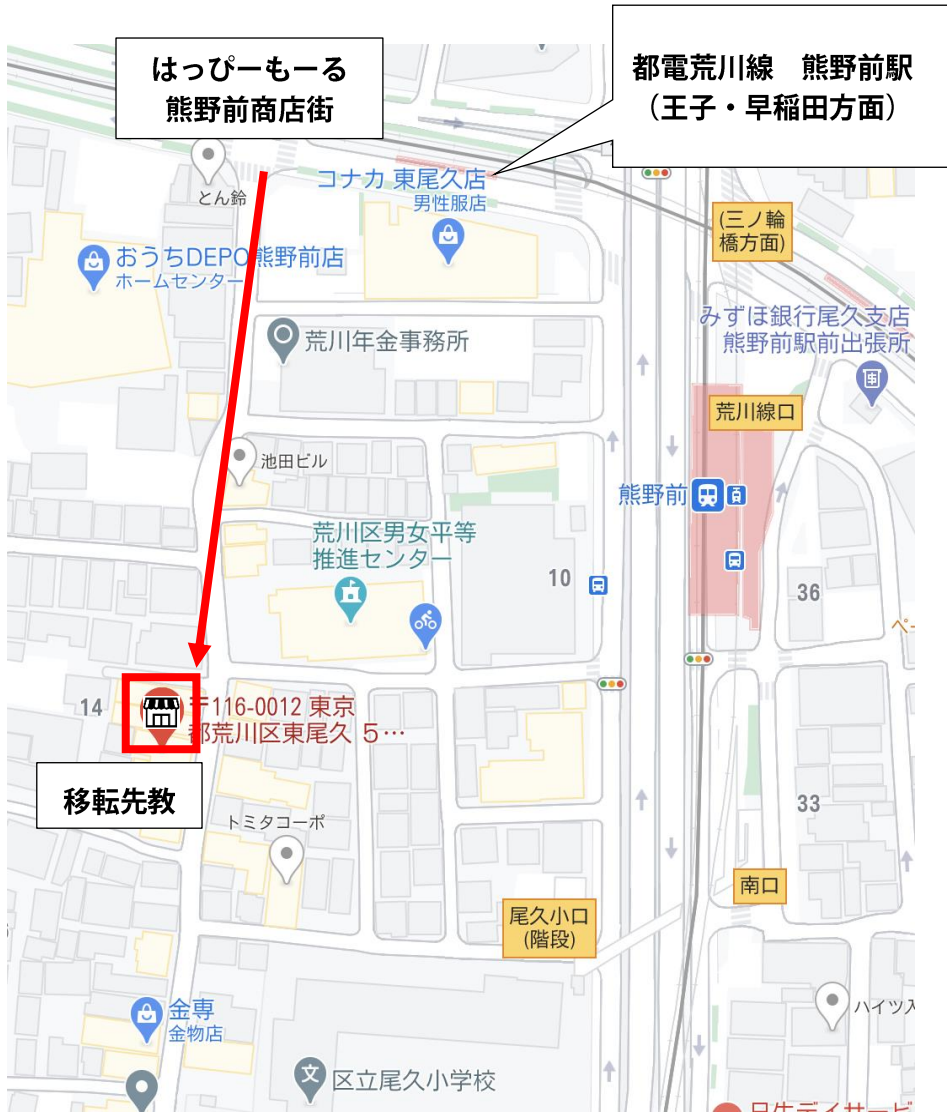 はっぴーもーる
熊野前商店街
都電荒川線　熊野前駅
（王子・早稲田方面）
とん鈴
コナカ 東尾久店
男性服店
(三ノ輪
橋方面)
おうちDEPO熊野前店
ホームセンター
荒川年金事務所
みずほ銀行尾久支店
熊野前駅前出張所
荒川線口
池田ビル
熊野前
荒川区男女平等
推進センター
10
36
14
〒116-0012 東京
都荒川区東尾久 5…
移転先教
トミタコーポ
33
南口
尾久小口
(階段)
金専
金物店
ハイツ入
文
区立尾久小学校